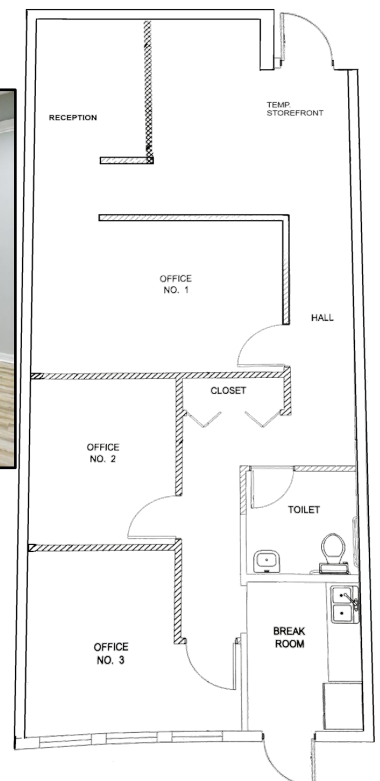 RECEPTION
TEMP.
STOREFRONT
OFFICE
NO. 1
HALL
CLOSET
OFFICE
NO. 2
TOILET
BREAK
ROOM
OFFICE
NO. 3